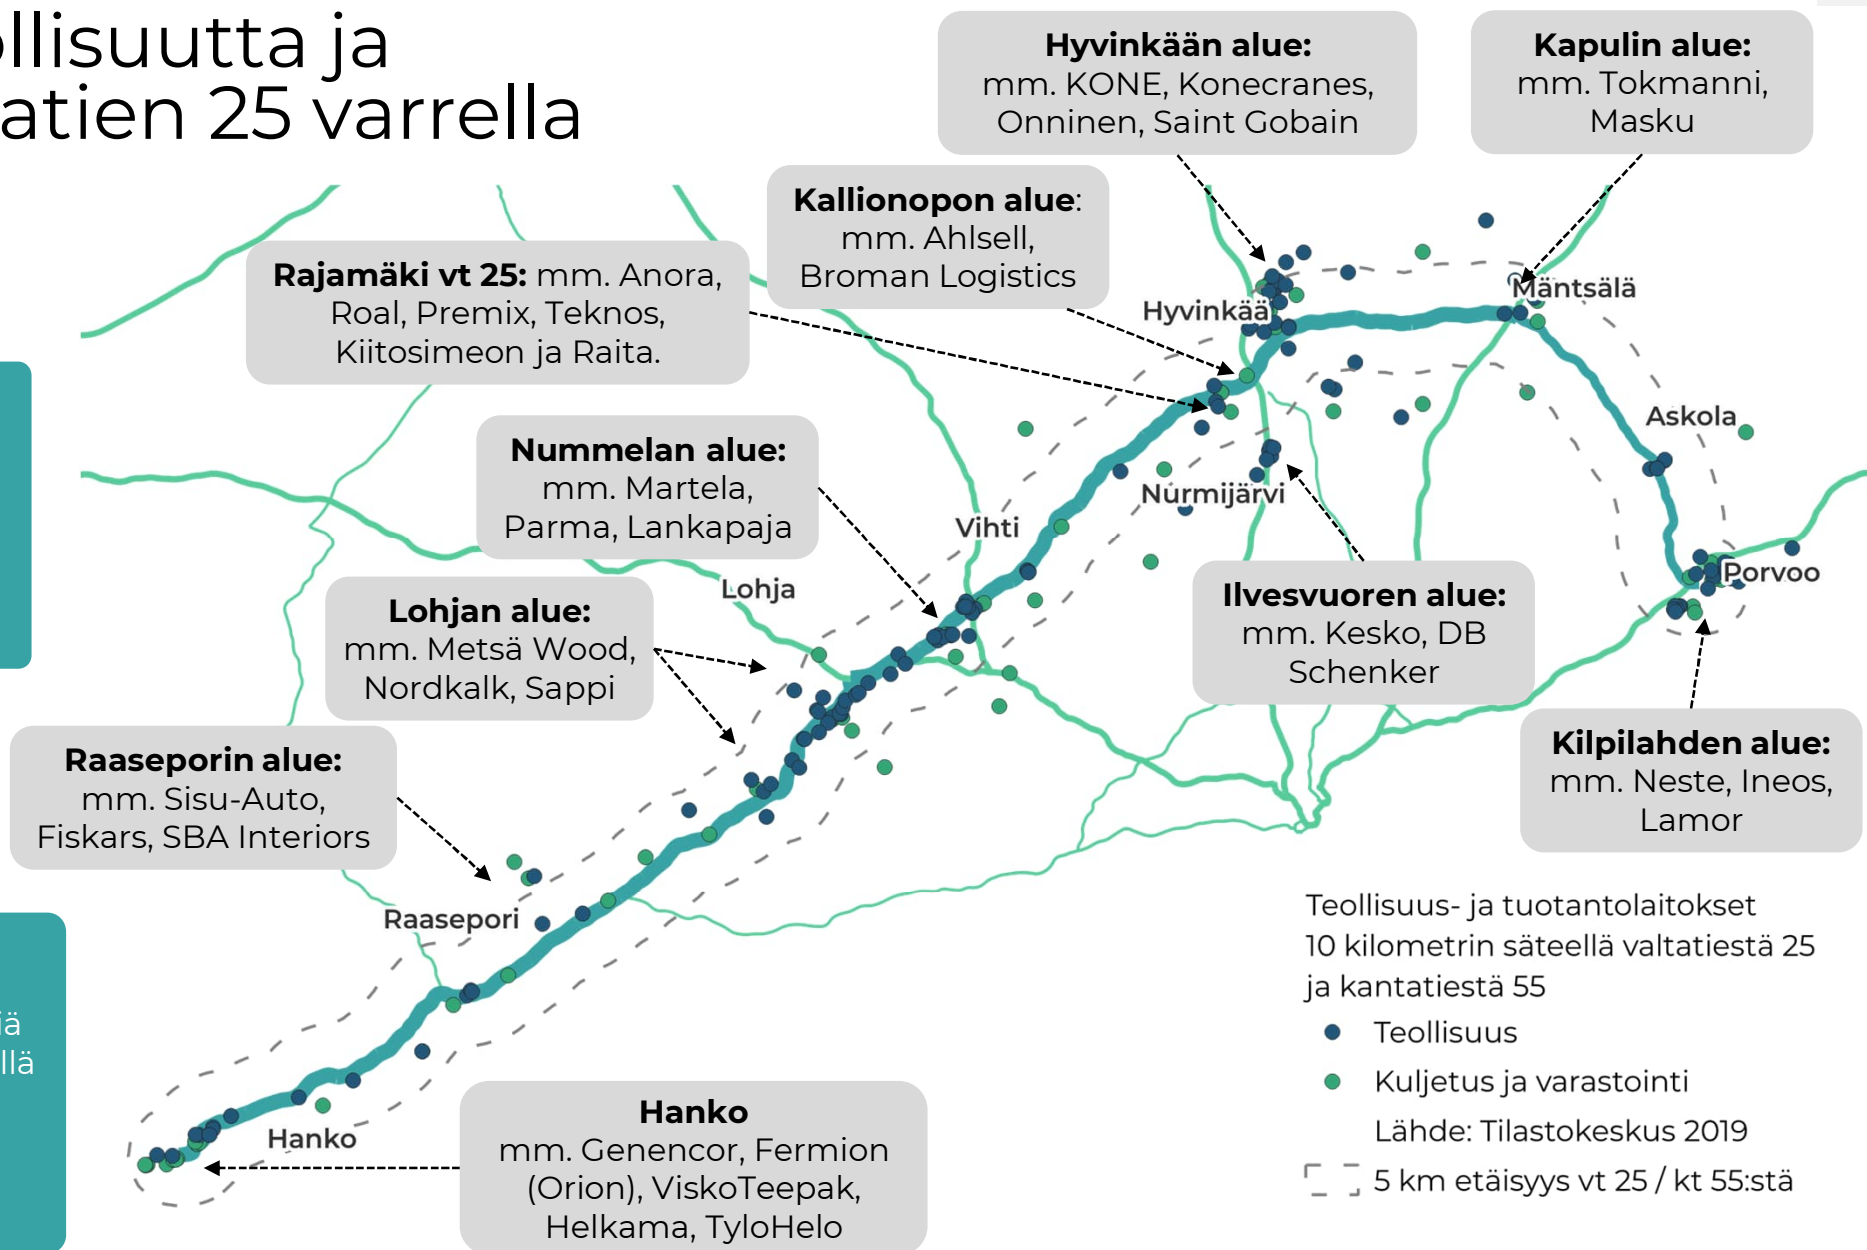 ollisuutta ja
atien 25 varrella
Hyvinkään alue:
mm. KONE, Konecranes,
Onninen, Saint Gobain
Kapulin alue:
mm. Tokmanni,
Masku
Kallionopon alue:
mm. Ahlsell,
Broman Logistics
Rajamäki vt 25: mm. Anora,
Roal, Premix, Teknos,
Kiitosimeon ja Raita.
Mäntsälä
Hyvinkää
Askola
Nummelan alue:
mm. Martela,
Parma, Lankapaja
Nurmijärvi
Vihti
Porvoo
Lohja
Lohjan alue:
mm. Metsä Wood,
Nordkalk, Sappi
Ilvesvuoren alue:
mm. Kesko, DB
Schenker
Raaseporin alue:
mm. Sisu-Auto,
Fiskars, SBA Interiors
Kilpilahden alue:
mm. Neste, Ineos,
Lamor
Raasepori
Teollisuus- ja tuotantolaitokset
10 kilometrin säteellä valtatiestä 25
ja kantatiestä 55
Teollisuus
Kuljetus ja varastointi
Lähde: Tilastokeskus 2019
5 km etäisyys vt 25 / kt 55:stä
iä
llä
Hanko
Hanko
mm. Genencor, Fermion
(Orion), ViskoTeepak,
Helkama, TyloHelo